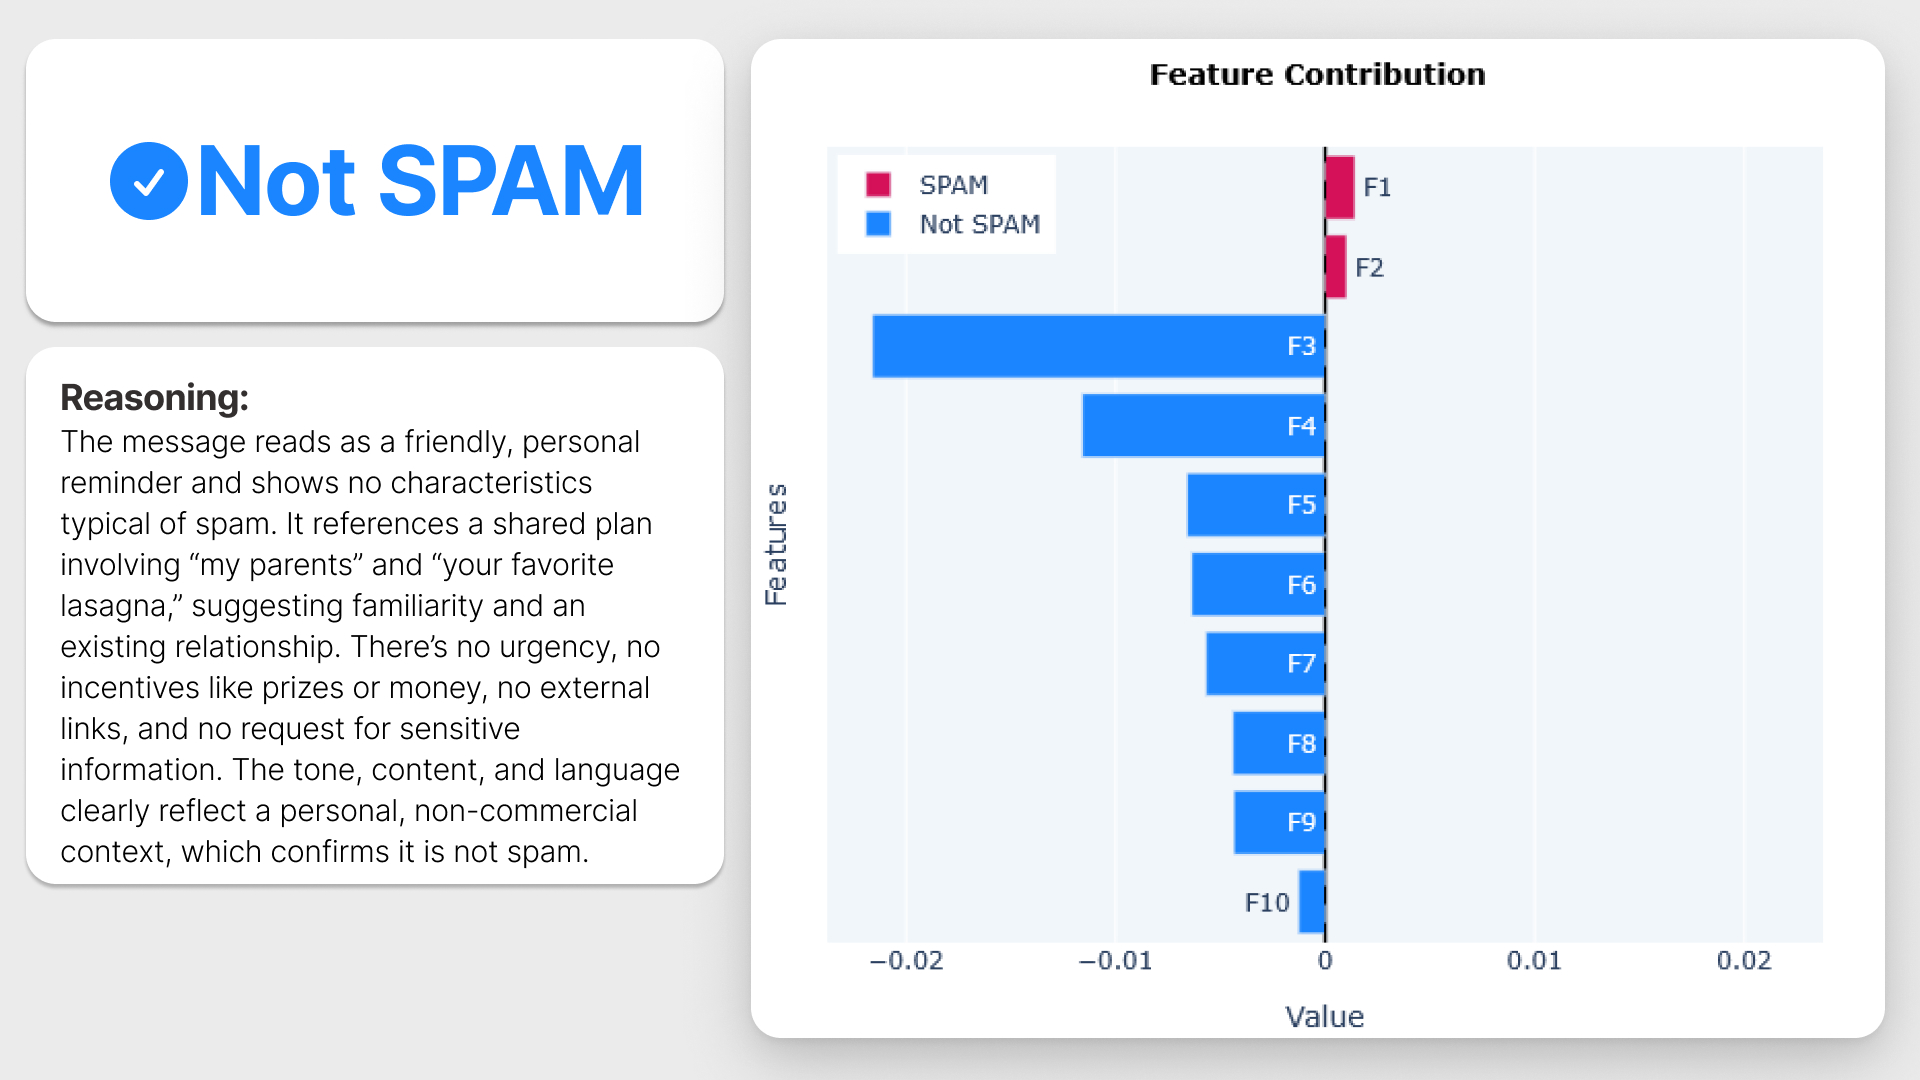 Not SPAM
Reasoning:
The message reads as a friendly, personal
reminder and shows no characteristics
typical of spam. It references a shared plan
involving “my parents” and “your favorite
lasagna,” suggesting familiarity and an
existing relationship. There’s no urgency, no
incentives like prizes or money, no external
links, and no request for sensitive
information. The tone, content, and language
clearly reflect a personal, non-commercial
context, which confirms it is not spam.
Feature Contribution
SPAM
Not SPAM
Features
F1
F2
F3
F4
F5
F6
F7
F8
F9
F10
−0.02 −0.01 0 0.01 0.02
Value